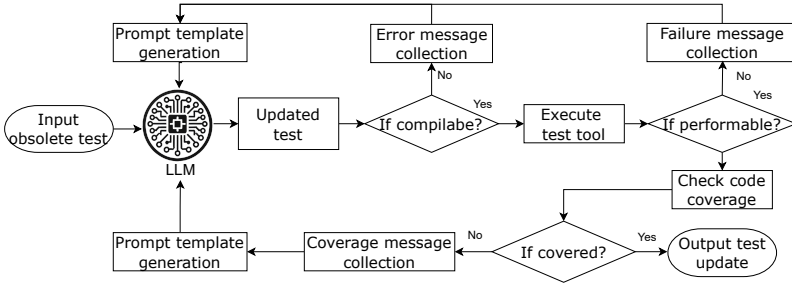 Prompt template
generation
Error message
collection
Failure message
collection
No
No
Input
obsolete test
LLM
Updated
test
If compilabe?
Yes
Execute
test tool
If performable?
Yes
Check code
coverage
Prompt template
generation
Coverage message
collection
No
If covered?
Yes
Output test
update